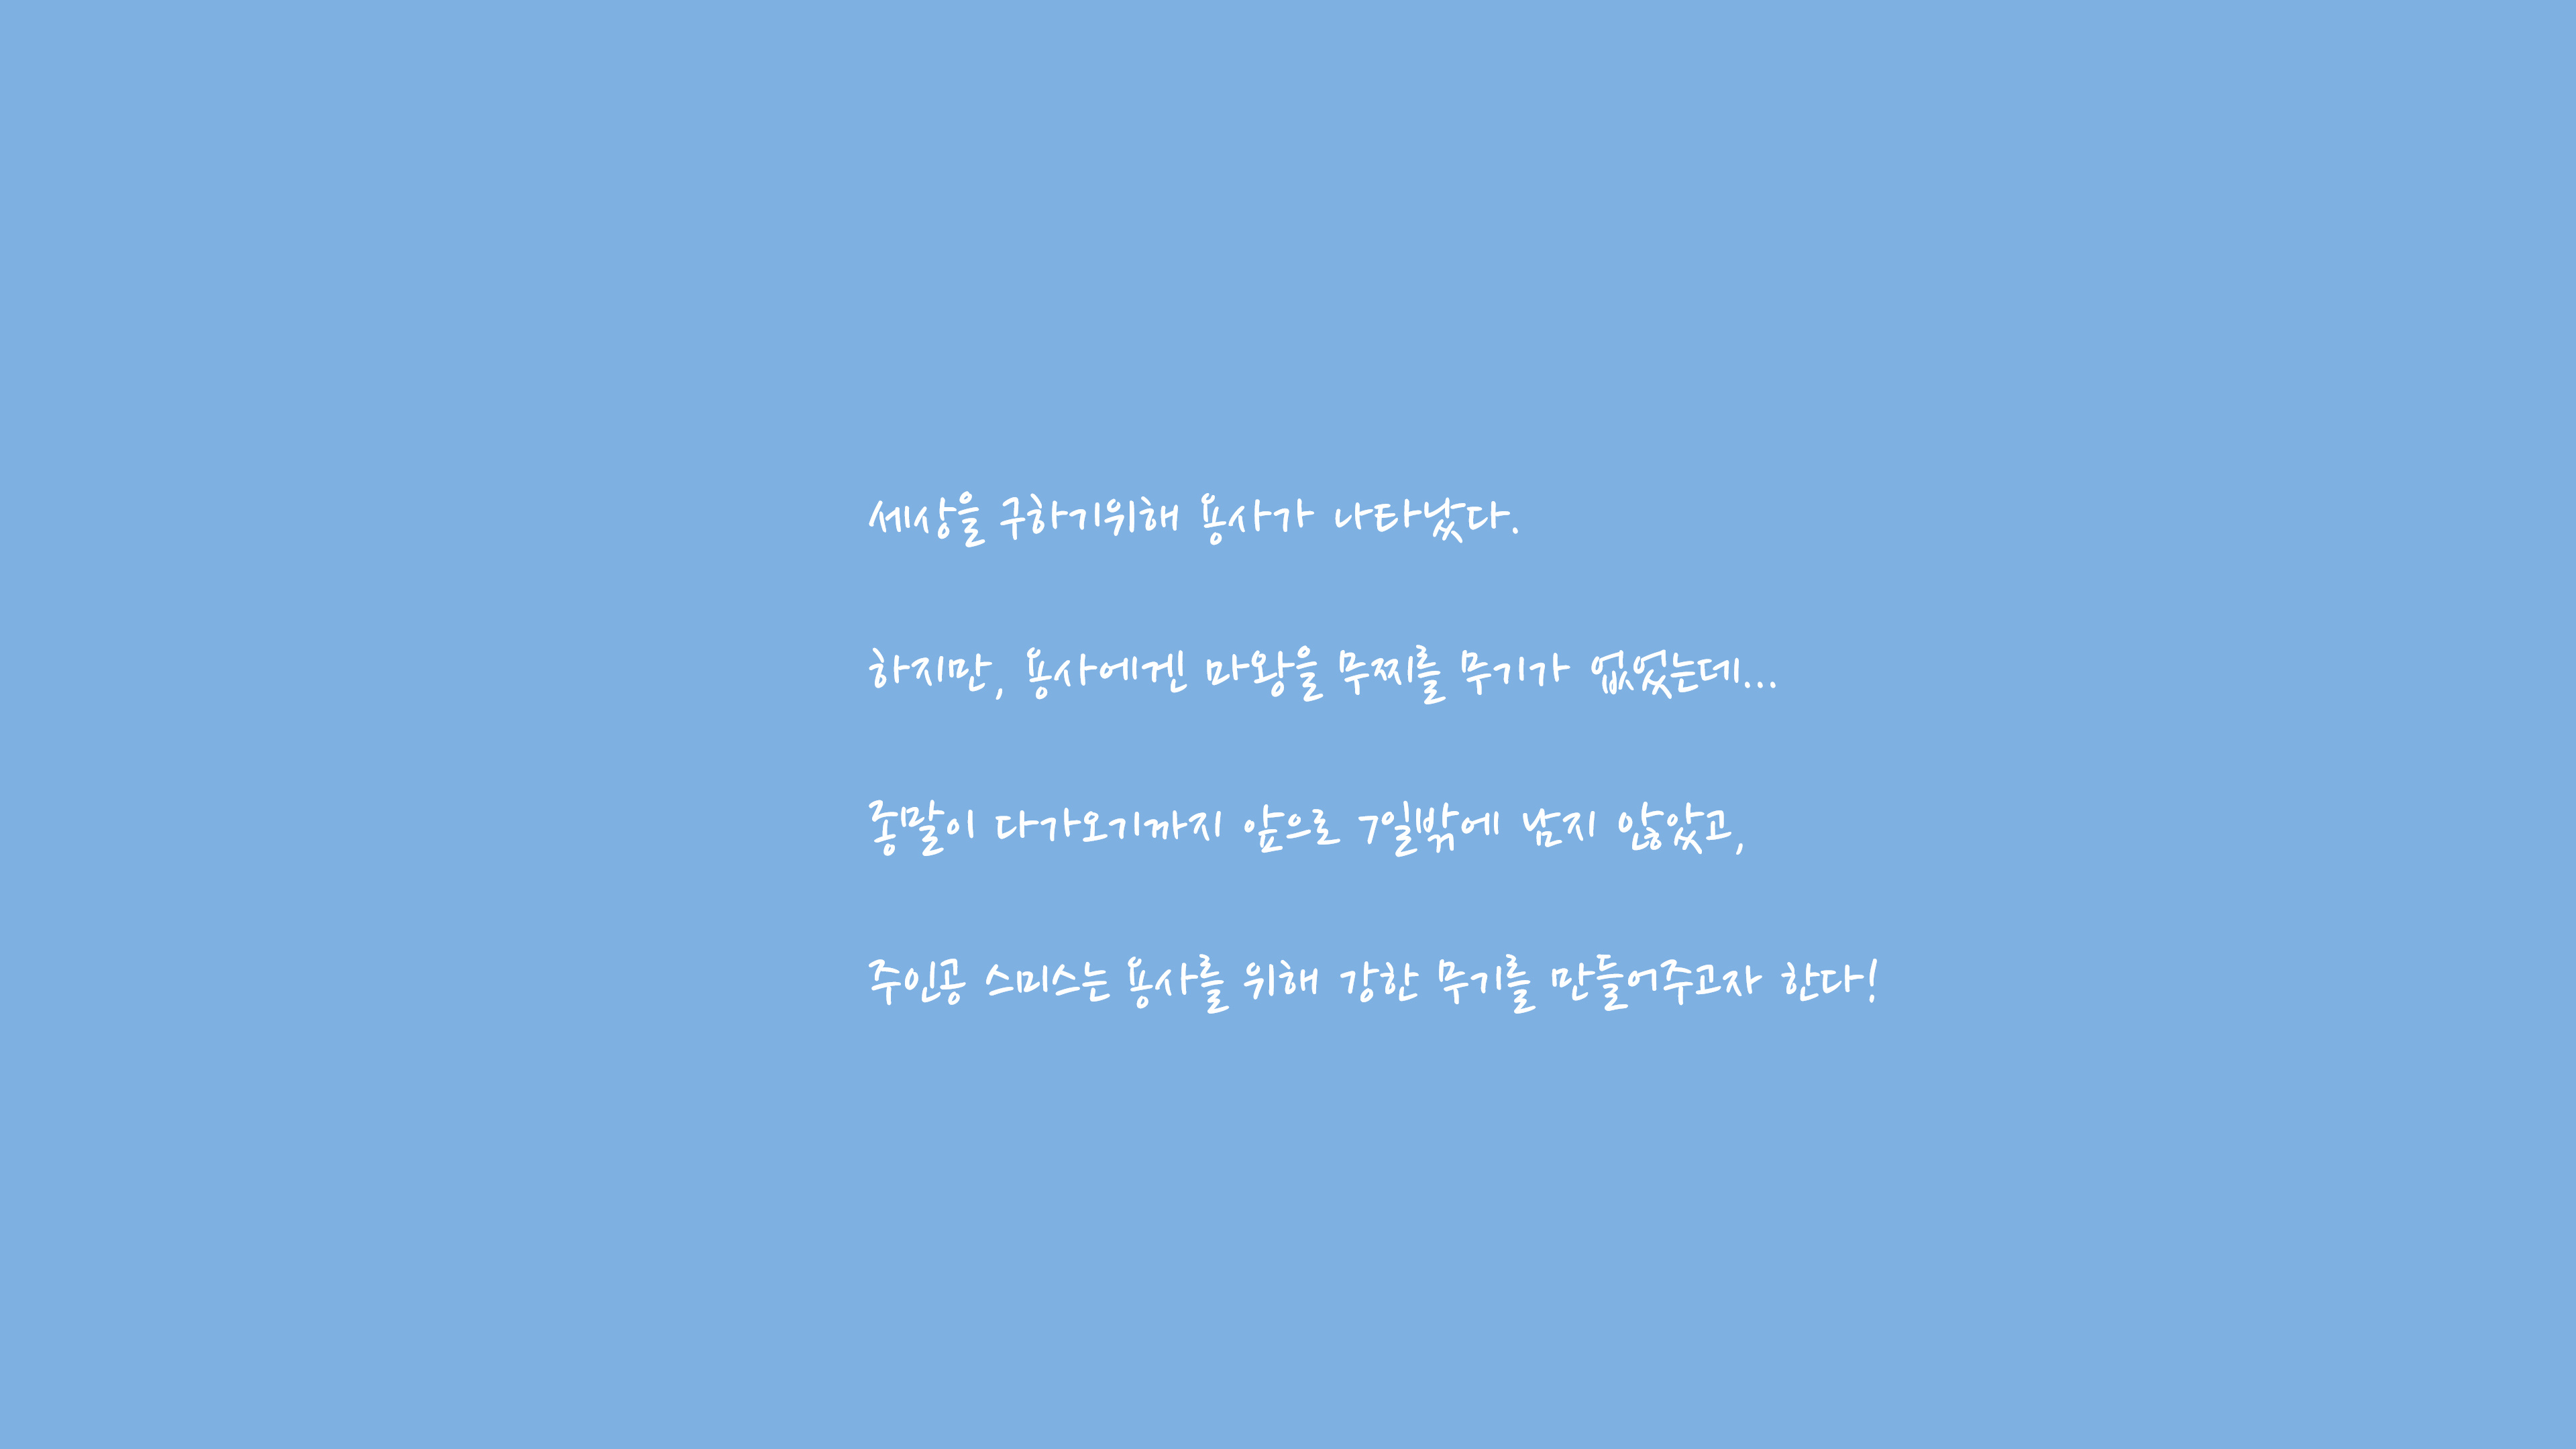 세상을 구하기위해 용사가 나타났다.
하지만, 용사에겐 마왕을 무찌를 무기가 없었는데...
종말이 다가오기까지 앞으로 7일밖에 남지 않았고,
주인공 스미스는 용사를 위해 강한 무기를 만들어주고자 한다!